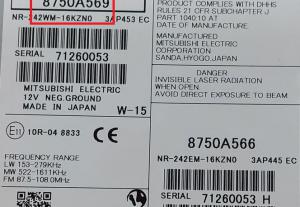 8750A569
NR-242WM-16KZN0 3AP453 EC
SERIAL 71260053
MITSUBISHI ELECTRIC
12V NEG.GROUND
MADE IN JAPAN W-15
E11 10R-04 8833
FREQUENCY RANGE
LW 153-279KHz
MW 522-1611KHz
FM 87.5-108.0MHz
PRODUCT COMPLIES WITH DHHS
RULES 21 CFR SUBCHAPTER J
PART 1040:10 AT
DATE OF MANUFACTURE.
MANUFACTURED
MITSUBISHI ELECTRIC
CORPORATION
SANDA,HYOGO,JAPAN
DANGER
INVISIBLE LASER RADIATION
WHEN OPEN.
AVOID DIRECT EXPOSURE TO BEAM
8750A566
NR-242EM-16KZN0 3AP445 EC
SERIAL
71260053 H